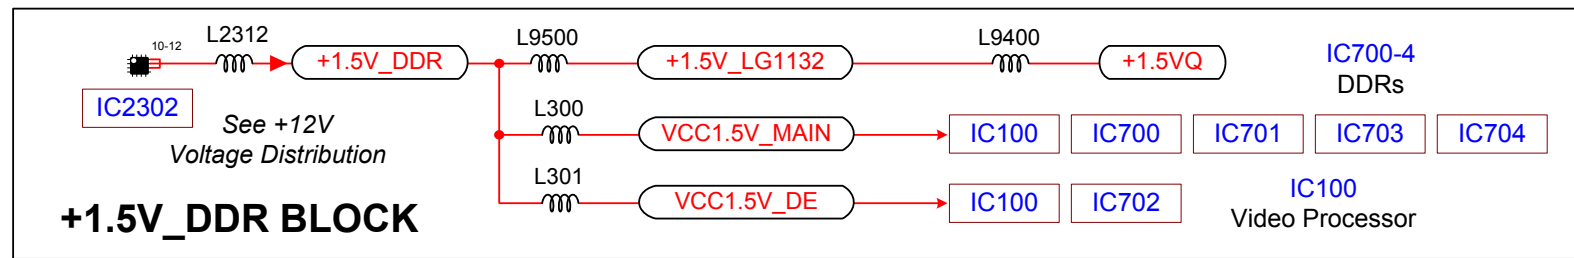 10-12 L2312 +1.5V_DDR L9500 +1.5V_LG1132 L9400 +1.5VQ IC700-4
DDRs
IC2302
See +12V
Voltage Distribution
L300 VCC1.5V_MAIN IC100 IC700 IC701 IC703 IC704
L301 VCC1.5V_DE IC100 IC702 IC100
Video Processor
+1.5V_DDR BLOCK